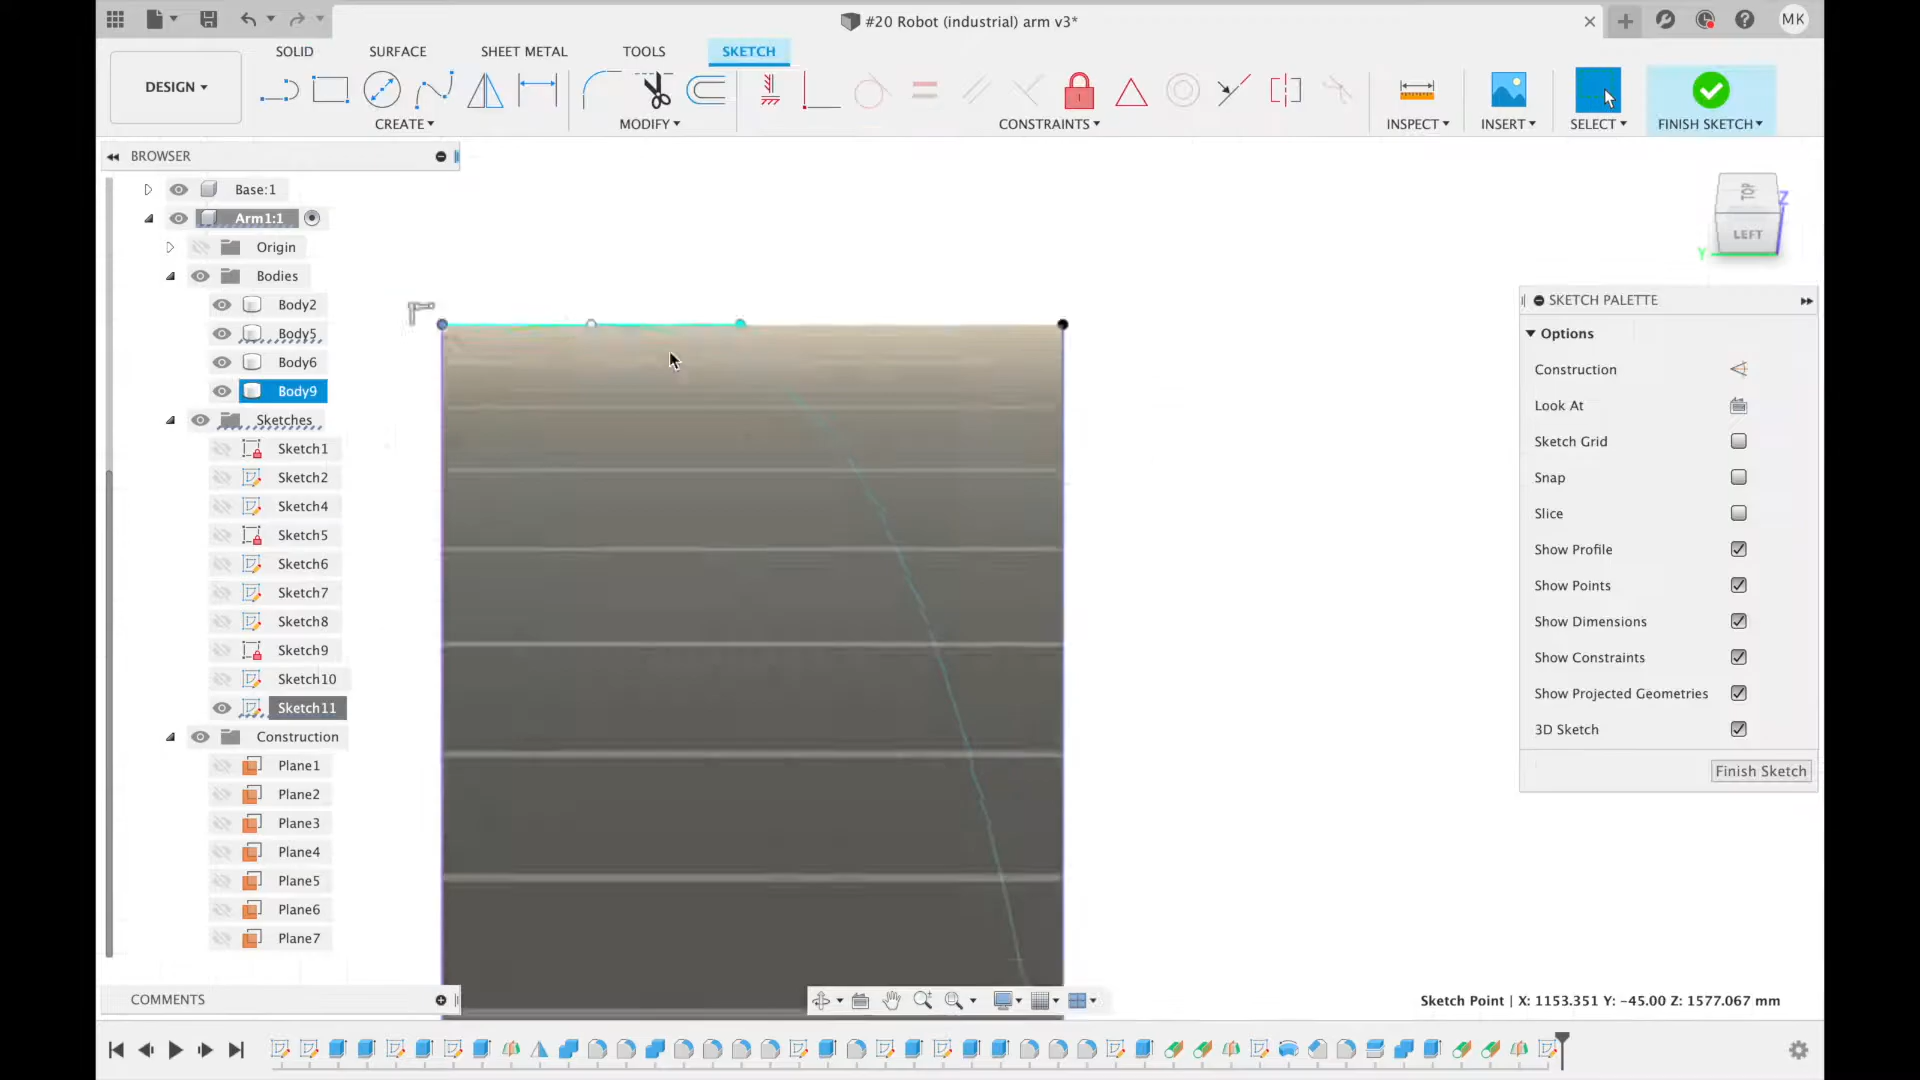 #20 Robot (industrial) arm v3*
MK
DESIGN
SOLID
SURFACE
SHEET METAL
TOOLS
SKETCH
CREATE
MODIFY
CONSTRAINTS
INSPECT
INSERT
SELECT
FINISH SKETCH
BROWSER
Base:1
Arm1:1
Origin
Bodies
Body2
Body5
Body6
Body9
Sketches
Sketch1
Sketch2
Sketch4
Sketch5
Sketch6
Sketch7
Sketch8
Sketch9
Sketch10
Sketch11
Construction
Plane1
Plane2
Plane3
Plane4
Plane5
Plane6
Plane7
COMMENTS
TOP
LEFT
Z
Y
SKETCH PALETTE
Options
Construction
Look At
Sketch Grid
Snap
Slice
Show Profile
Show Points
Show Dimensions
Show Constraints
Show Projected Geometries
3D Sketch
Finish Sketch
Sketch Point | X: 1153.351 Y: -45.00 Z: 1577.067 mm